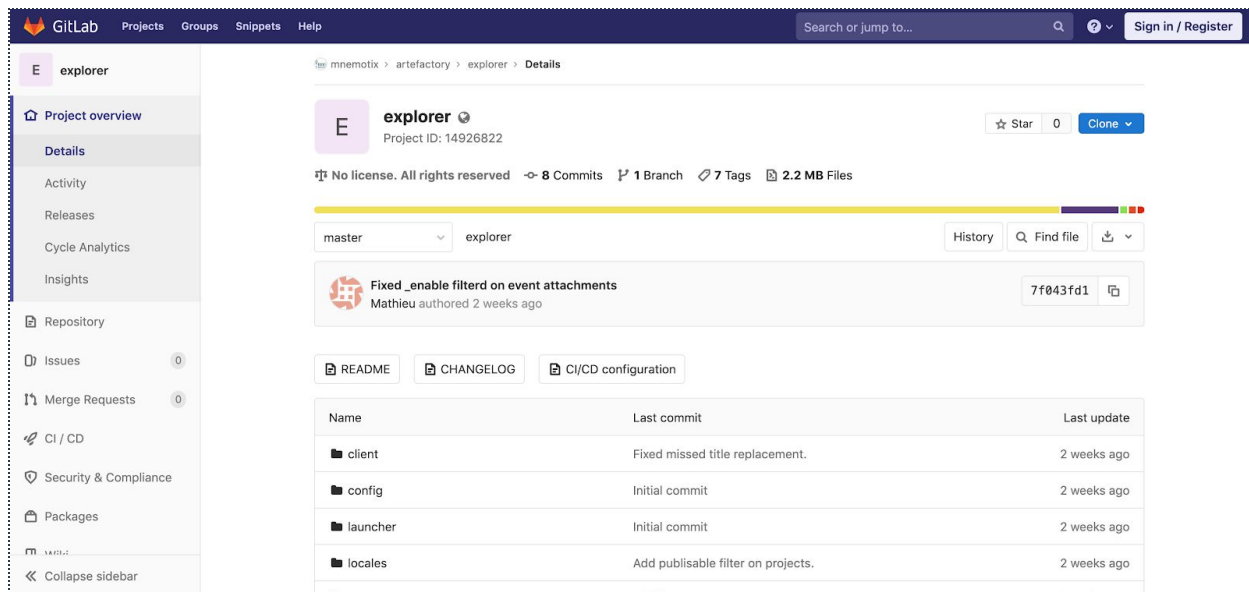 GitLab Projects Groups Snippets Help Search or jump to... Sign in / Register
E explorer
Project overview
Details
Activity
Releases
Cycle Analytics
Insights
Repository
Issues 0
Merge Requests 0
CI / CD
Security & Compliance
Packages
Wiki
Collapse sidebar
mnemotix > artefactory > explorer > Details
E
explorer
Project ID: 14926822
Star 0 Clone
No license. All rights reserved 8 Commits 1 Branch 7 Tags 2.2 MB Files
master explorer History Find file
Fixed _enable filterd on event attachments
Mathieu authored 2 weeks ago
7f043fd1
README CHANGELOG CI/CD configuration
Name Last commit Last update
client Fixed missed title replacement. 2 weeks ago
config Initial commit 2 weeks ago
launcher Initial commit 2 weeks ago
locales Add publisable filter on projects. 2 weeks ago